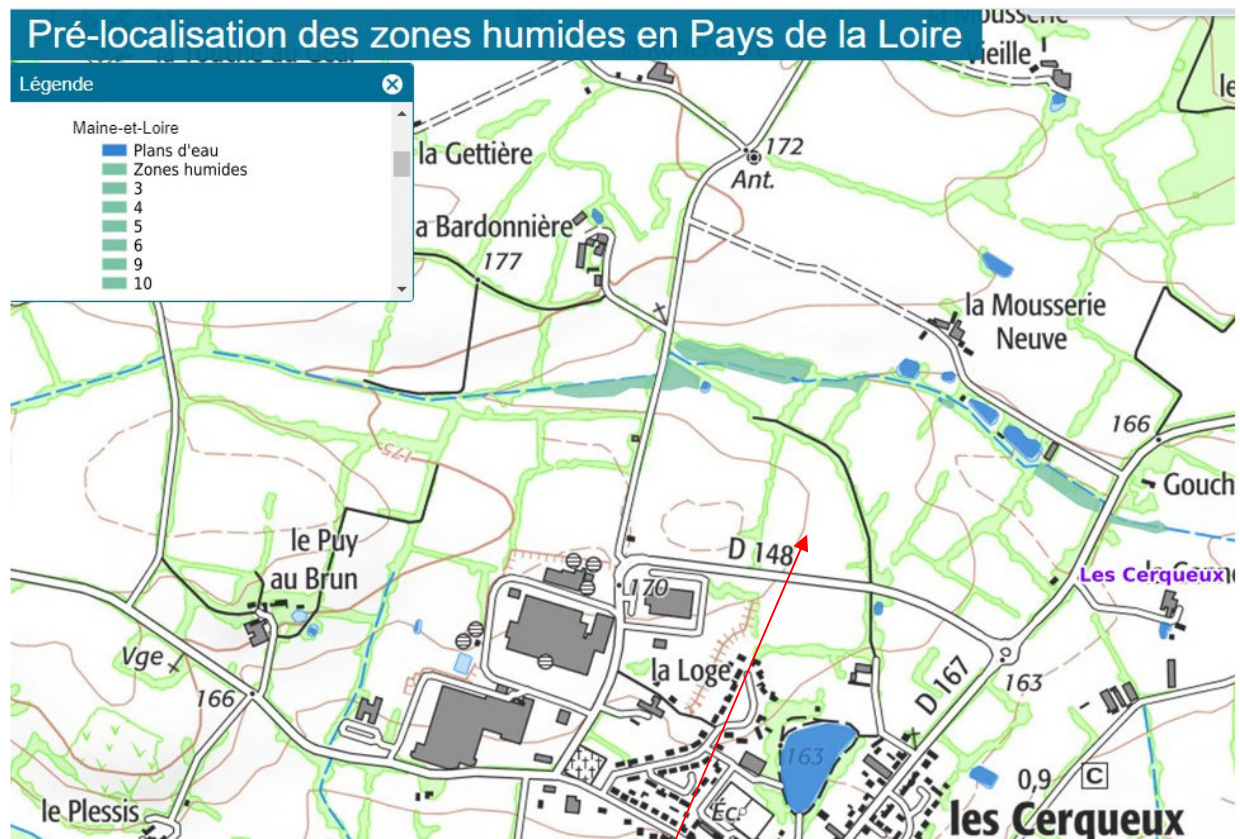 Pré-localisation des zones humides en Pays de la Loire
Vieille
Légende
Maine-et-Loire
Plans d'eau
Zones humides
3
4
5
6
9
10
la Gettière
172
Ant.
a Bardonnière
177
la Mousserie
Neuve
166
175
Gouch
le Puy
au Brun
D 148
170
Les Cerqueux
Vge
la Loge
D 167
163
166
163
0,9
C
le Plessis
Éc.
les Cerqueux